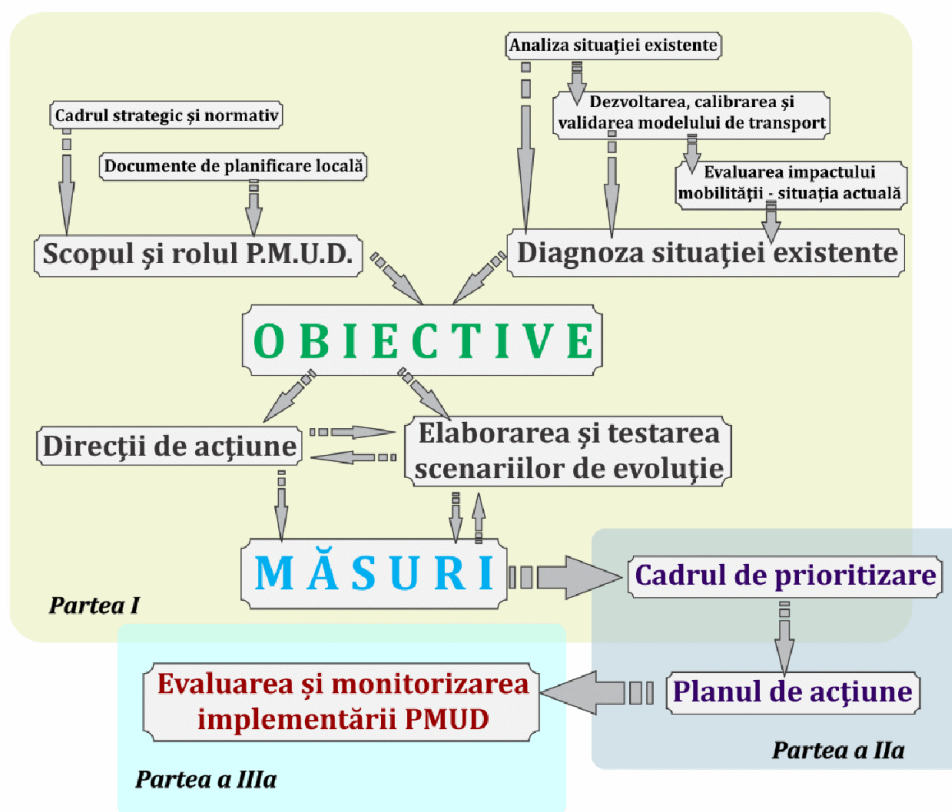 Analiza situației existente
Cadrul strategic și normativ
Dezvoltarea, calibrarea și
validarea modelului de transport
Documente de planificare locală
Evaluarea impactului
mobilității - situația actuală
Scopul și rolul P.M.U.D.
Diagnoza situației existente
O B I E C T I V E
Direcții de acțiune
Elaborarea și testarea
scenariilor de evoluție
M Ă S U R I
Cadrul de prioritizare
Partea I
Evaluarea și monitorizarea
implementării PMUD
Planul de acțiune
Partea a IIa
Partea a IIIa